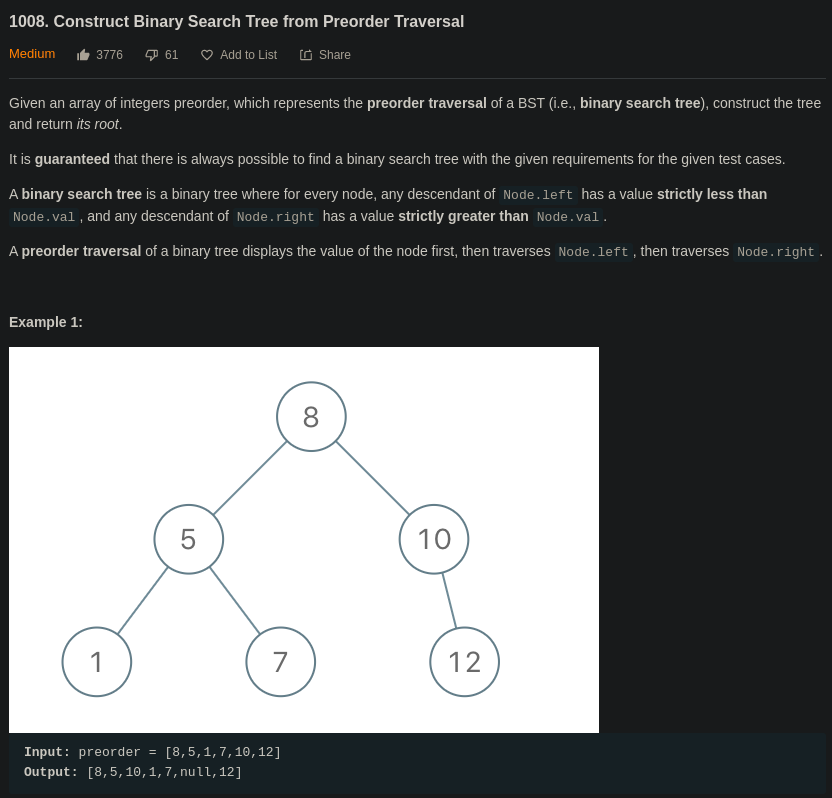 1008. Construct Binary Search Tree from Preorder Traversal
Medium 3776 61 Add to List Share
Given an array of integers preorder, which represents the preorder traversal of a BST (i.e., binary search tree), construct the tree
and return its root.
It is guaranteed that there is always possible to find a binary search tree with the given requirements for the given test cases.
A binary search tree is a binary tree where for every node, any descendant of Node.left has a value strictly less than
Node.val, and any descendant of Node.right has a value strictly greater than Node.val.
A preorder traversal of a binary tree displays the value of the node first, then traverses Node.left, then traverses Node.right.
Example 1:
8
5 10
1 7 12
Input: preorder = [8,5,1,7,10,12]
Output: [8,5,10,1,7,null,12]